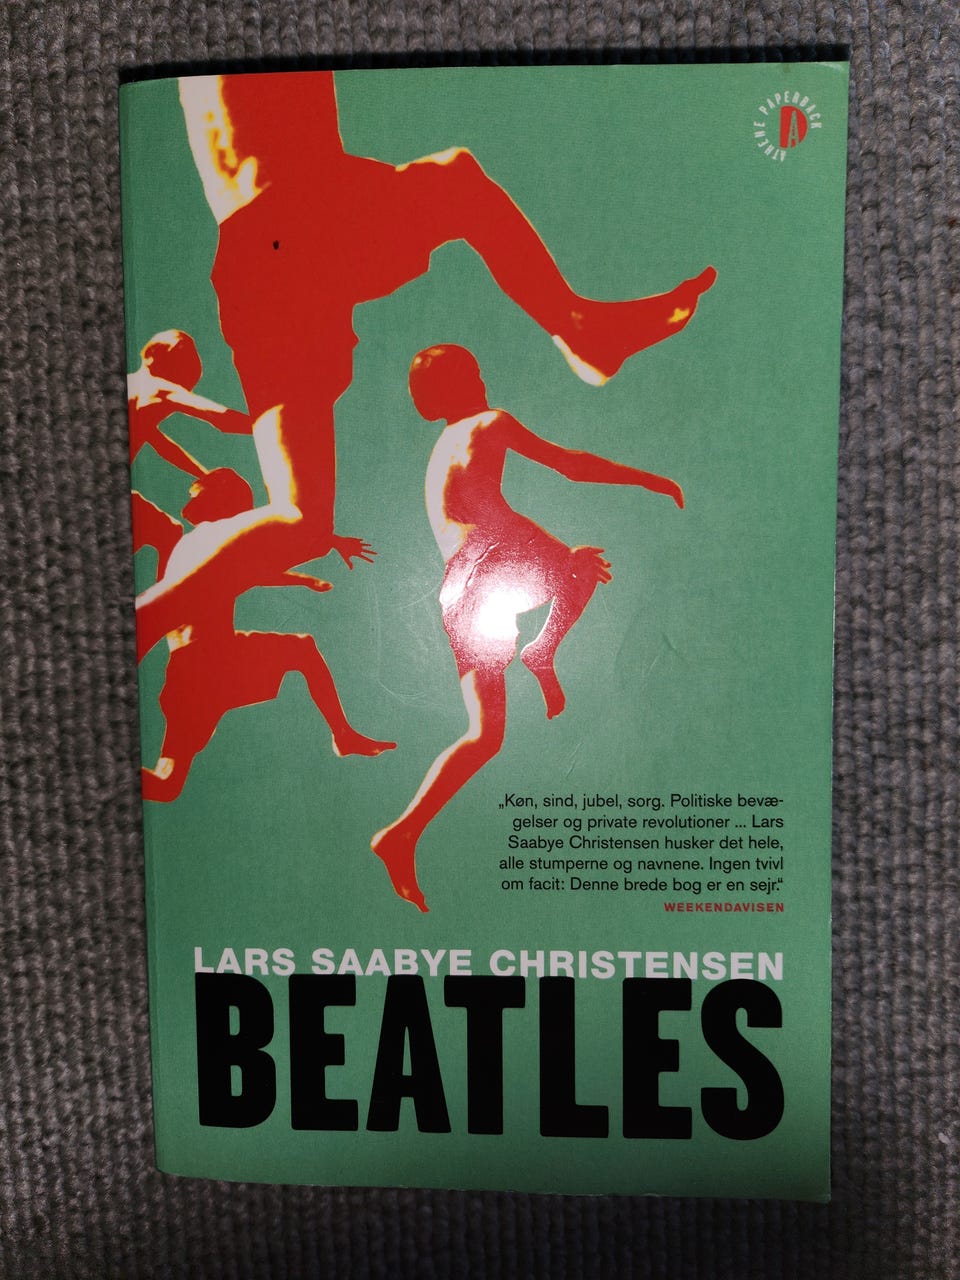 ATHENE PAPERBACK
A
„Køn, sind, jubel, sorg. Politiske bevæ-
gelser og private revolutioner ... Lars
Saabye Christensen husker det hele,
alle stumperne og navnene. Ingen tvivl
om facit: Denne brede bog er en sejr.“
WEEKENDAVISEN
LARS SAABYE CHRISTENSEN
BEATLES